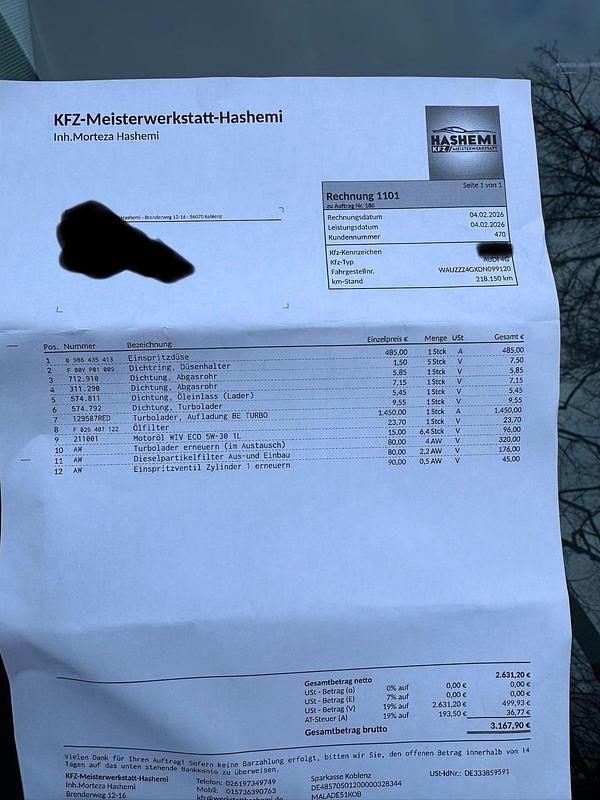 KFZ-Meisterwerkstatt-Hashemi
Inh.Morteza Hashemi
HASHEMI
KFZ MEISTERWERKSTATT
Seite 1 von 1
Rechnung 1101
zu Auftrag Nr. 180
Hashemi - Brenderweg 12-16 - 56070 Koblenz
Rechnungsdatum 04.02.2026
Leistungsdatum 04.02.2026
Kundennummer 470
Kfz-Kennzeichen
Kfz-Typ AUDI 4G
Fahrgestellnr. WAUZZZ4GXDN099120
km-Stand 218.150 km
Pos. Nummer Bezeichnung Einzelpreis € Menge USt Gesamt €
1 0 986 435 413 Einspritzdüse 485,00 1 Stck A 485,00
2 F 00V P01 009 Dichtring, Düsenhalter 1,50 5 Stck V 7,50
3 712.910 Dichtung, Abgasrohr 5,85 1 Stck V 5,85
4 311.290 Dichtung, Abgasrohr 7,15 1 Stck V 7,15
5 574.811 Dichtung, Öleinlass (Lader) 5,45 1 Stck V 5,45
6 574.792 Dichtung, Turbolader 9,55 1 Stck V 9,55
7 129587RED Turbolader, Aufladung BE TURBO 1.450,00 1 Stck A 1.450,00
8 F 026 407 122 Ölfilter 23,70 1 Stck V 23,70
9 211001 Motoröl WIV ECO 5W-30 1L 15,00 6,4 Stck V 96,00
10 AW Turbolader erneuern (im Austausch) 80,00 4 AW V 320,00
11 AW Dieselpartikelfilter Aus-und Einbau 80,00 2,2 AW V 176,00
12 AW Einspritzventil Zylinder 1 erneuern 90,00 0,5 AW V 45,00
Gesamtbetrag netto 2.631,20 €
USt - Betrag (o) 0% auf 0,00 € 0,00 €
USt - Betrag (E) 7% auf 0,00 € 0,00 €
USt - Betrag (V) 19% auf 2.631,20 € 499,93 €
AT-Steuer (A) 19% auf 193,50 € 36,77 €
Gesamtbetrag brutto 3.167,90 €
Vielen Dank für Ihren Auftrag! Sofern keine Barzahlung erfolgt, bitten wir Sie, den offenen Betrag innerhalb von 14
Tagen auf das unten stehende Bankkonto zu überweisen.
KFZ-Meisterwerkstatt-Hashemi Telefon: 026197349749 Sparkasse Koblenz USt-IdNr.: DE333859591
Inh.Morteza Hashemi Mobil: 015736390763 DE48570501200000328344
Brenderweg 12-16 kfz@werkstatthashemi.de MALADE51KOB